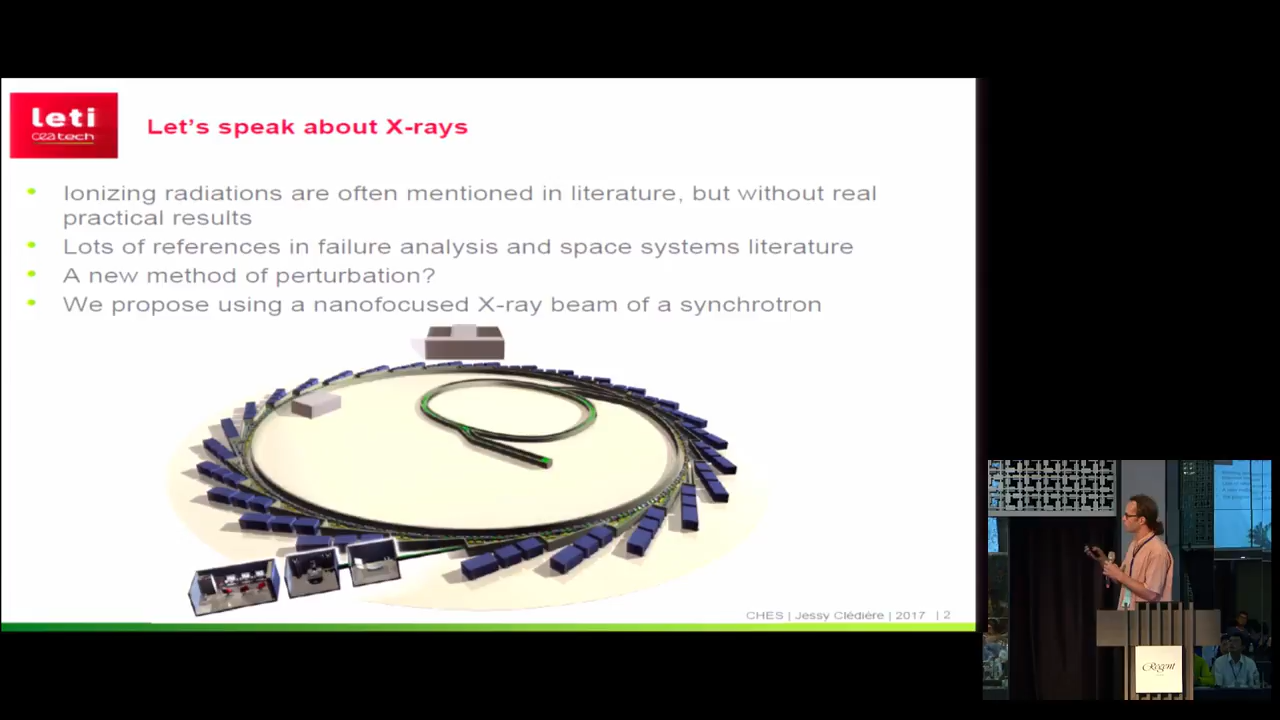 leti
ceatech
Let's speak about X-rays
• Ionizing radiations are often mentioned in literature, but without real
practical results
• Lots of references in failure analysis and space systems literature
• A new method of perturbation?
• We propose using a nanofocused X-ray beam of a synchrotron
CHES | Jessy Clédière | 2017 | 2
Regent